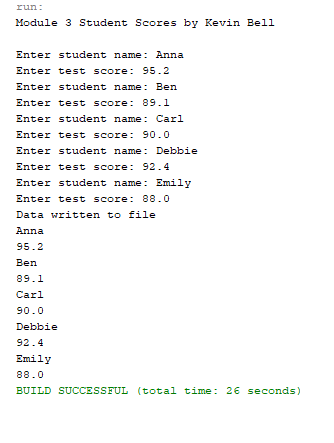 run:
Module 3 Student Scores by Kevin Bell
Enter student name: Anna
Enter test score: 95.2
Enter student name: Ben
Enter test score: 89.1
Enter student name: Carl
Enter test score: 90.0
Enter student name: Debbie
Enter test score: 92.4
Enter student name: Emily
Enter test score: 88.0
Data written to file
Anna
95.2
Ben
89.1
Carl
90.0
Debbie
92.4
Emily
88.0
BUILD SUCCESSFUL (total time: 26 seconds)